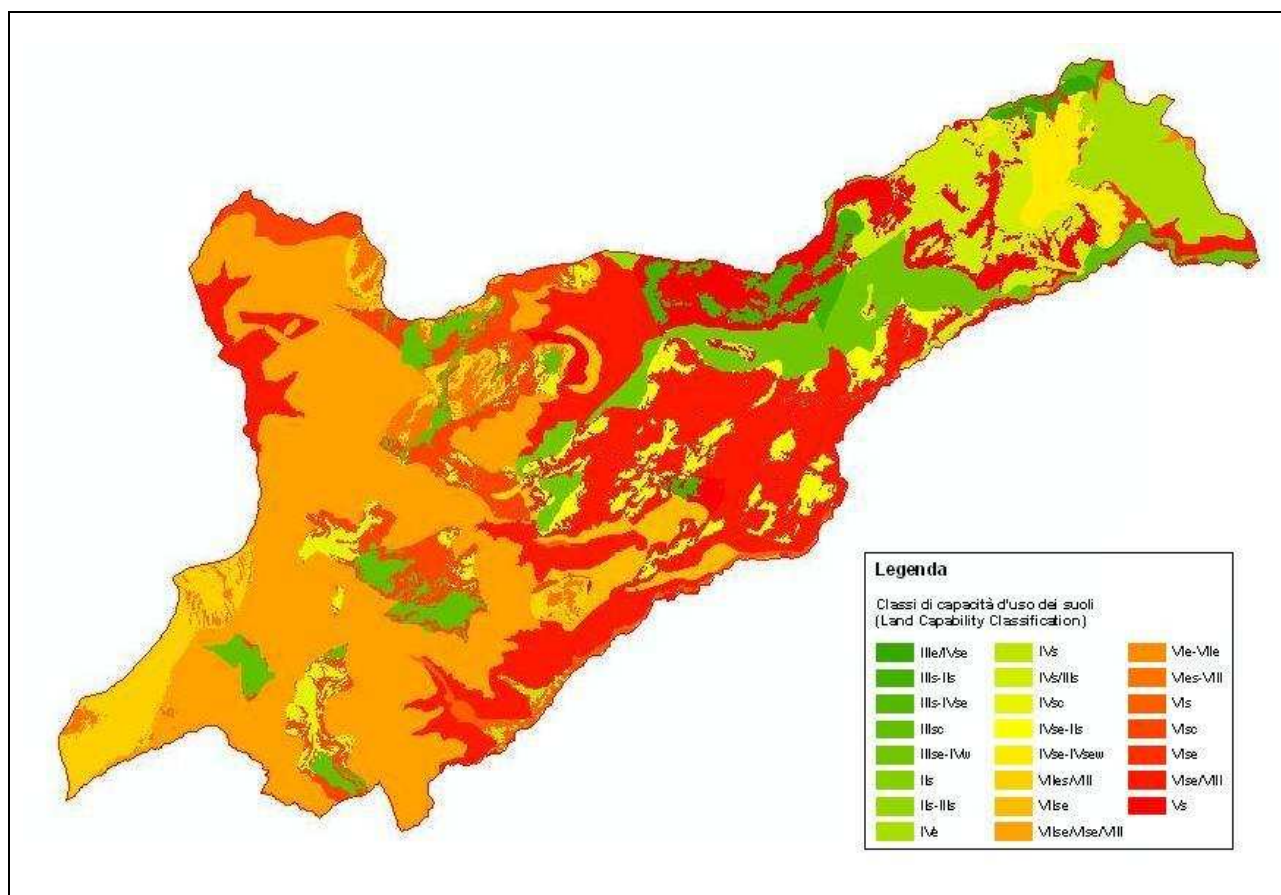 Legenda
Classi di capacità d'uso dei suoli
(Land Capability Classification)
IIIe/IVse
IIIs-IIs
IIIs-IVse
IIIsc
IIIse-IVw
IIs
IIs-IIIs
IVe
IVs
IVs/IIIs
IVsc
IVse-IIs
IVse-IVsew
VIIes/VIII
VIIse
VIIse/VIse/VIII
VIe-VIIe
VIes-VIII
VIs
VIsc
VIse
VIse/VIII
Vs